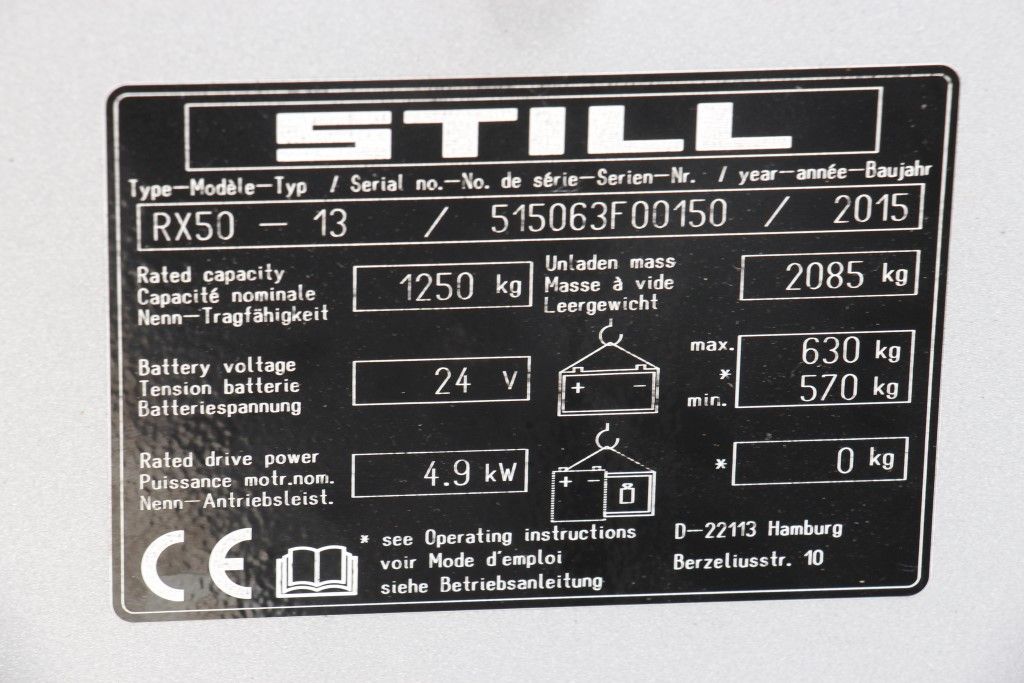 STILL
Type-Modèle-Typ / Serial no.-No. de série-Serien-Nr. / year-année-Baujahr
RX50 - 13 / 515063F00150 / 2015
Rated capacity
Capacité nominale
Nenn-Tragfähigkeit
1250 kg
Unladen mass
Masse à vide
Leergewicht
2085 kg
Battery voltage
Tension batterie
Batteriespannung
24 V
+ -
max. 630 kg
*
min. 570 kg
Rated drive power
Puissance motr.nom.
Nenn-Antriebsleist.
4.9 kW
+ -
* 0 kg
CE
* see Operating instructions
voir Mode d'emploi
siehe Betriebsanleitung
D-22113 Hamburg
Berzeliusstr. 10